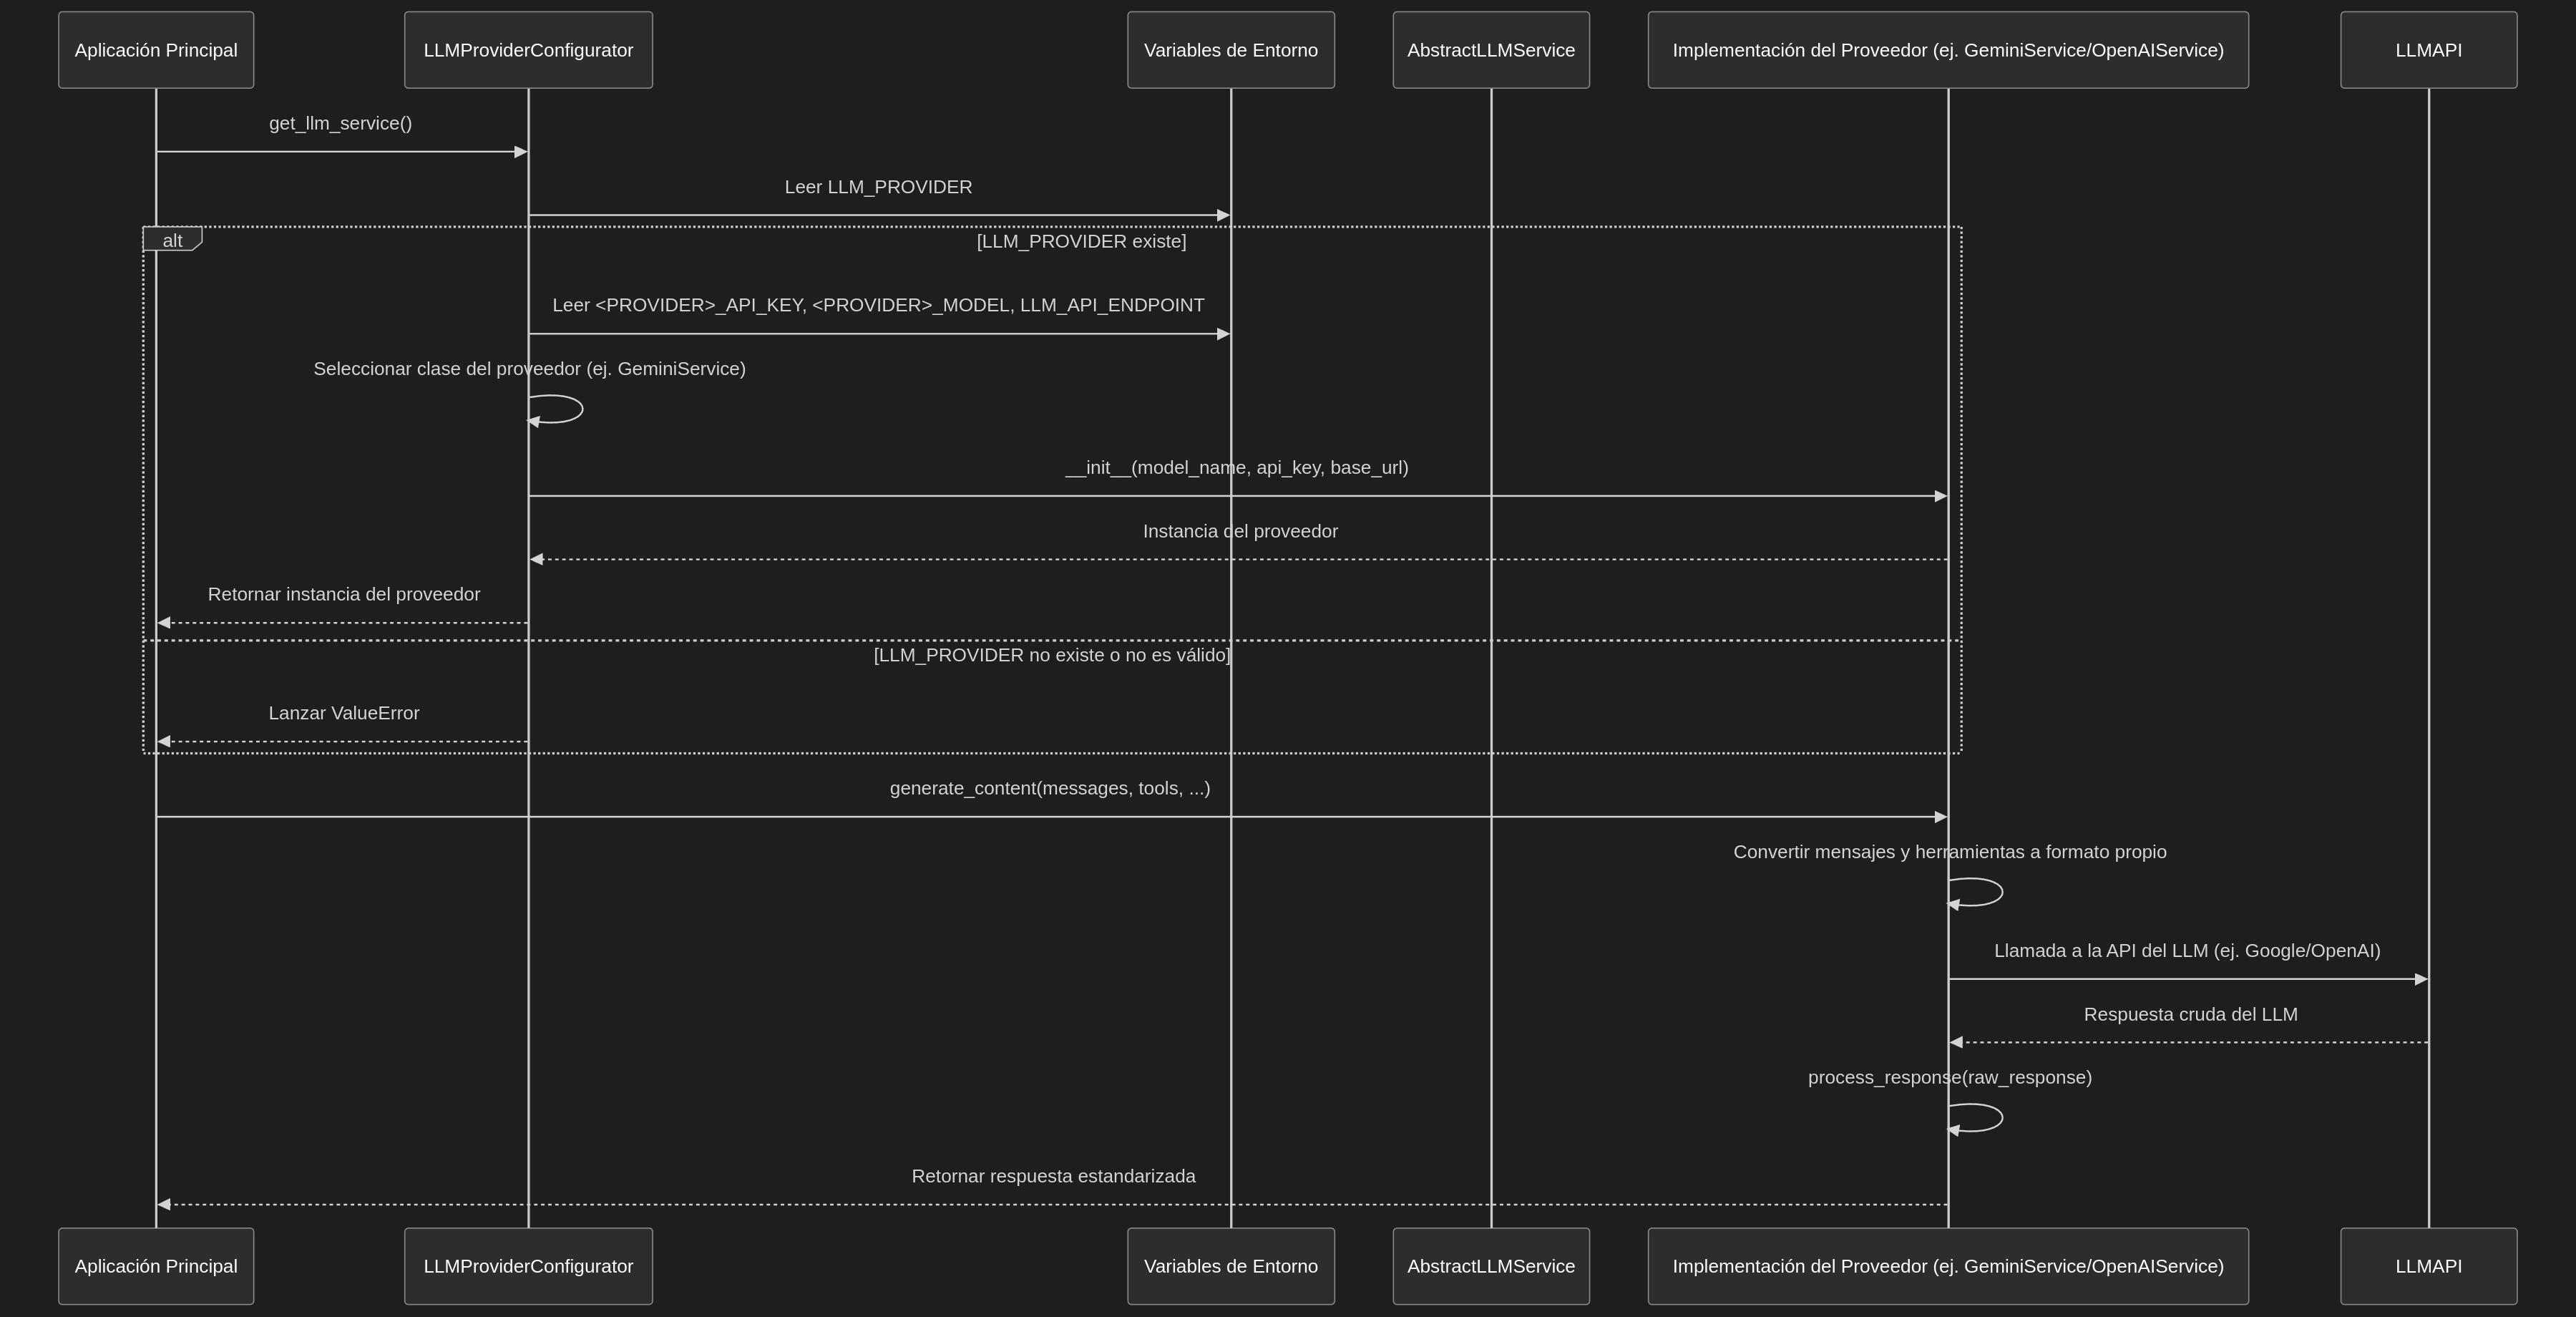 Aplicación Principal
LLMProviderConfigurator
Variables de Entorno
AbstractLLMService
Implementación del Proveedor (ej. GeminiService/OpenAIService)
LLMAPI
get_llm_service()
Leer LLM_PROVIDER
alt
[LLM_PROVIDER existe]
Leer <PROVIDER>_API_KEY, <PROVIDER>_MODEL, LLM_API_ENDPOINT
Seleccionar clase del proveedor (ej. GeminiService)
__init__(model_name, api_key, base_url)
Instancia del proveedor
Retornar instancia del proveedor
[LLM_PROVIDER no existe o no es válido]
Lanzar ValueError
generate_content(messages, tools, ...)
Convertir mensajes y herramientas a formato propio
Llamada a la API del LLM (ej. Google/OpenAI)
Respuesta cruda del LLM
process_response(raw_response)
Retornar respuesta estandarizada
Aplicación Principal
LLMProviderConfigurator
Variables de Entorno
AbstractLLMService
Implementación del Proveedor (ej. GeminiService/OpenAIService)
LLMAPI